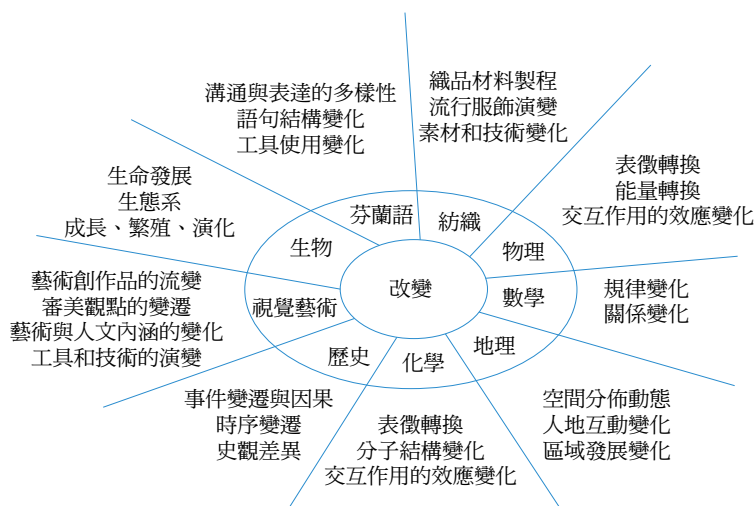 溝通與表達的多樣性
語句結構變化
工具使用變化
織品材料製程
流行服飾演變
素材和技術變化
表徵轉換
能量轉換
交互作用的效應變化
生命發展
生態系
成長、繁殖、演化
芬蘭語
紡織
生物
物理
藝術創作品的流變
審美觀點的變遷
藝術與人文內涵的變化
工具和技術的演變
視覺藝術
改變
數學
規律變化
關係變化
歷史
化學
地理
事件變遷與因果
時序變遷
史觀差異
表徵轉換
分子結構變化
交互作用的效應變化
空間分佈動態
人地互動變化
區域發展變化